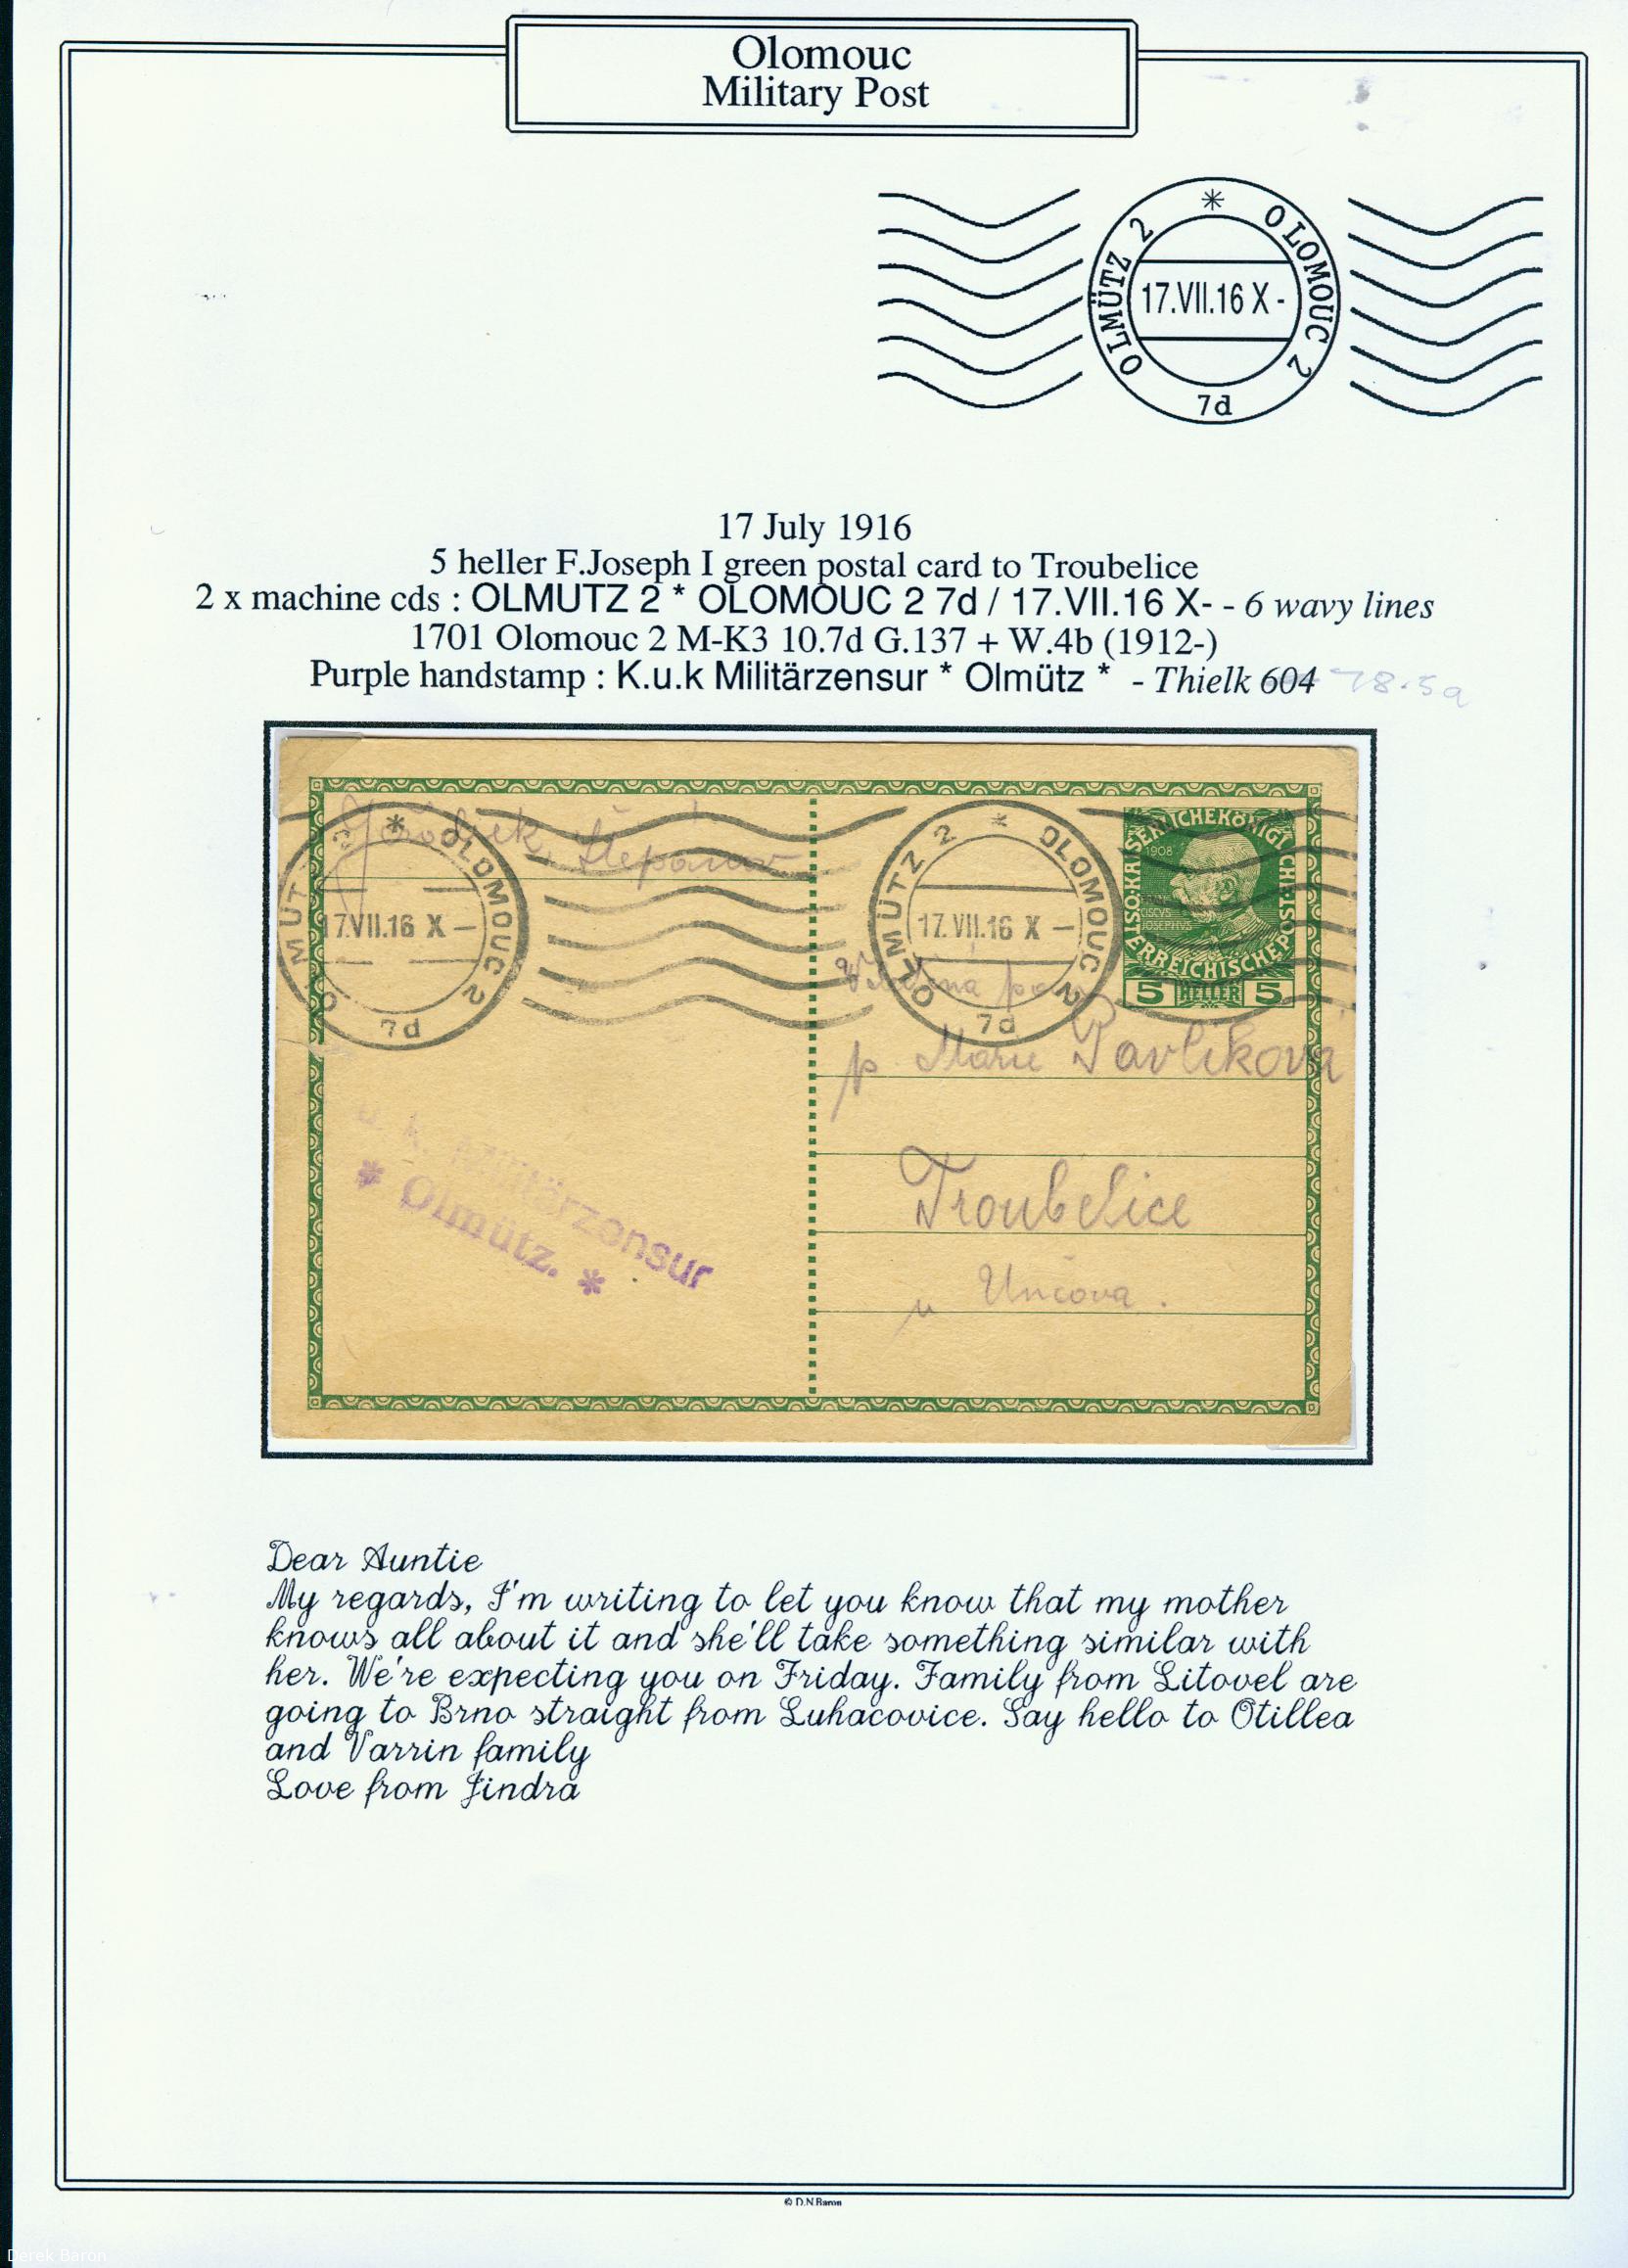 Olomouc
Military Post
OLMÜTZ 2 * OLOMOUC 2
17.VII.16 X -
7d
17 July 1916
5 heller F.Joseph I green postal card to Troubelice
2 x machine cds : OLMUTZ 2 * OLOMOUC 2 7d / 17.VII.16 X- - 6 wavy lines
1701 Olomouc 2 M-K3 10.7d G.137 + W.4b (1912-)
Purple handstamp : K.u.k Militärzensur * Olmütz * - Thielk 604 78.5a
* OLOMOUC 2
17.VII.16 X -
7d
OLMÜTZ 2 * OLOMOUC 2
17.VII.16 X -
7d
1908
5 HELLER 5
p. Marie Pavlikova
Troubelice
u Unčova.
u. k. Militärzensur
* Olmütz. *
Dear Auntie
My regards, I'm writing to let you know that my mother
knows all about it and she'll take something similar with
her. We're expecting you on Friday. Family from Litovel are
going to Brno straight from Luhacovice. Say hello to Otillea
and Varrin family
Love from Jindra
© D.N.Baron
Derek Baron